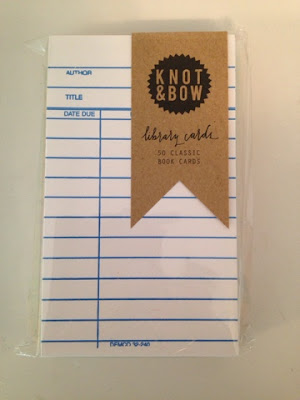 AUTHOR
TITLE
DATE DUE
KNOT
&BOW
library cards
30 CLASSIC
BOOK CARDS